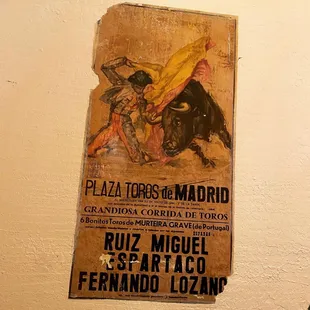 PLAZA TOROS de MADRID
GRANDIOSA CORRIDA DE TOROS
6 Bonitos Toros de MURTEIRA GRAVE (de Portugal)
RUIZ MIGUEL
ESPARTACO
FERNANDO LOZANO